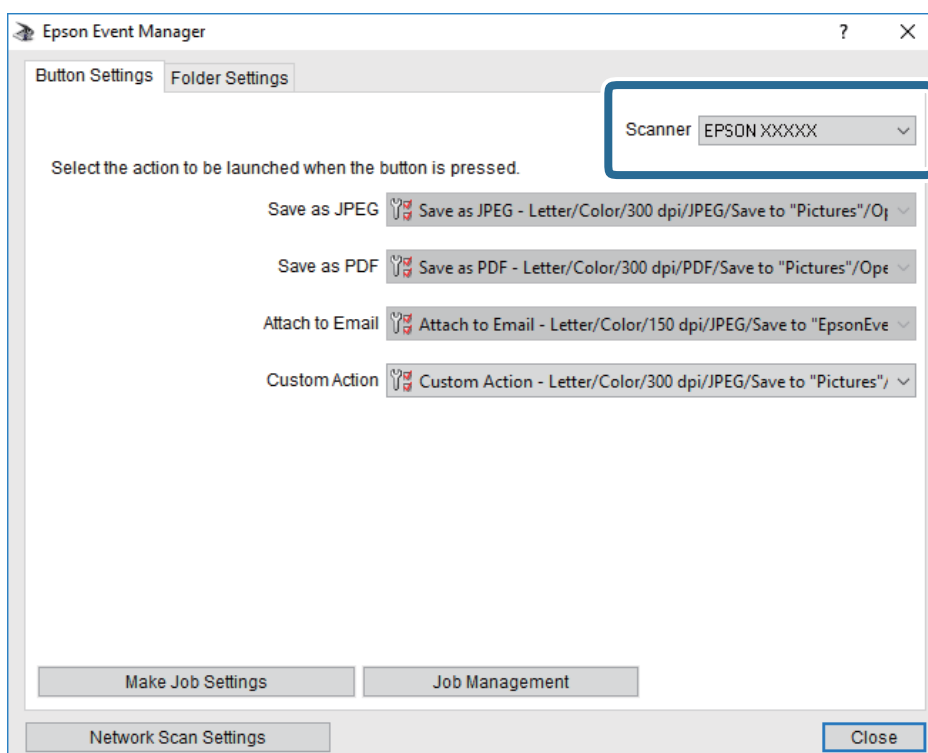 Epson Event Manager
Button Settings Folder Settings
Scanner EPSON XXXXX
Select the action to be launched when the button is pressed.
Save as JPEG Save as JPEG - Letter/Color/300 dpi/JPEG/Save to "Pictures"/Op
Save as PDF Save as PDF - Letter/Color/300 dpi/PDF/Save to "Pictures"/Ope
Attach to Email Attach to Email - Letter/Color/150 dpi/JPEG/Save to "EpsonEve
Custom Action Custom Action - Letter/Color/300 dpi/JPEG/Save to "Pictures"/
Make Job Settings Job Management
Network Scan Settings Close